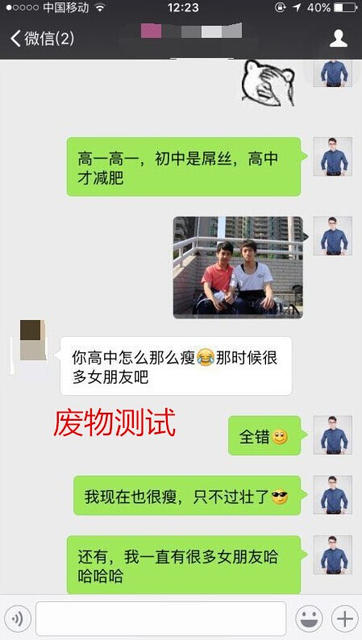 中国移动
12:23
40%
微信(2)
高一高一，初中是屌丝，高中
才减肥
你高中怎么那么瘦😂那时候很
多女朋友吧
废物测试
全错😉
我现在也很瘦，只不过壮了😎
还有，我一直有很多女朋友哈
哈哈哈哈